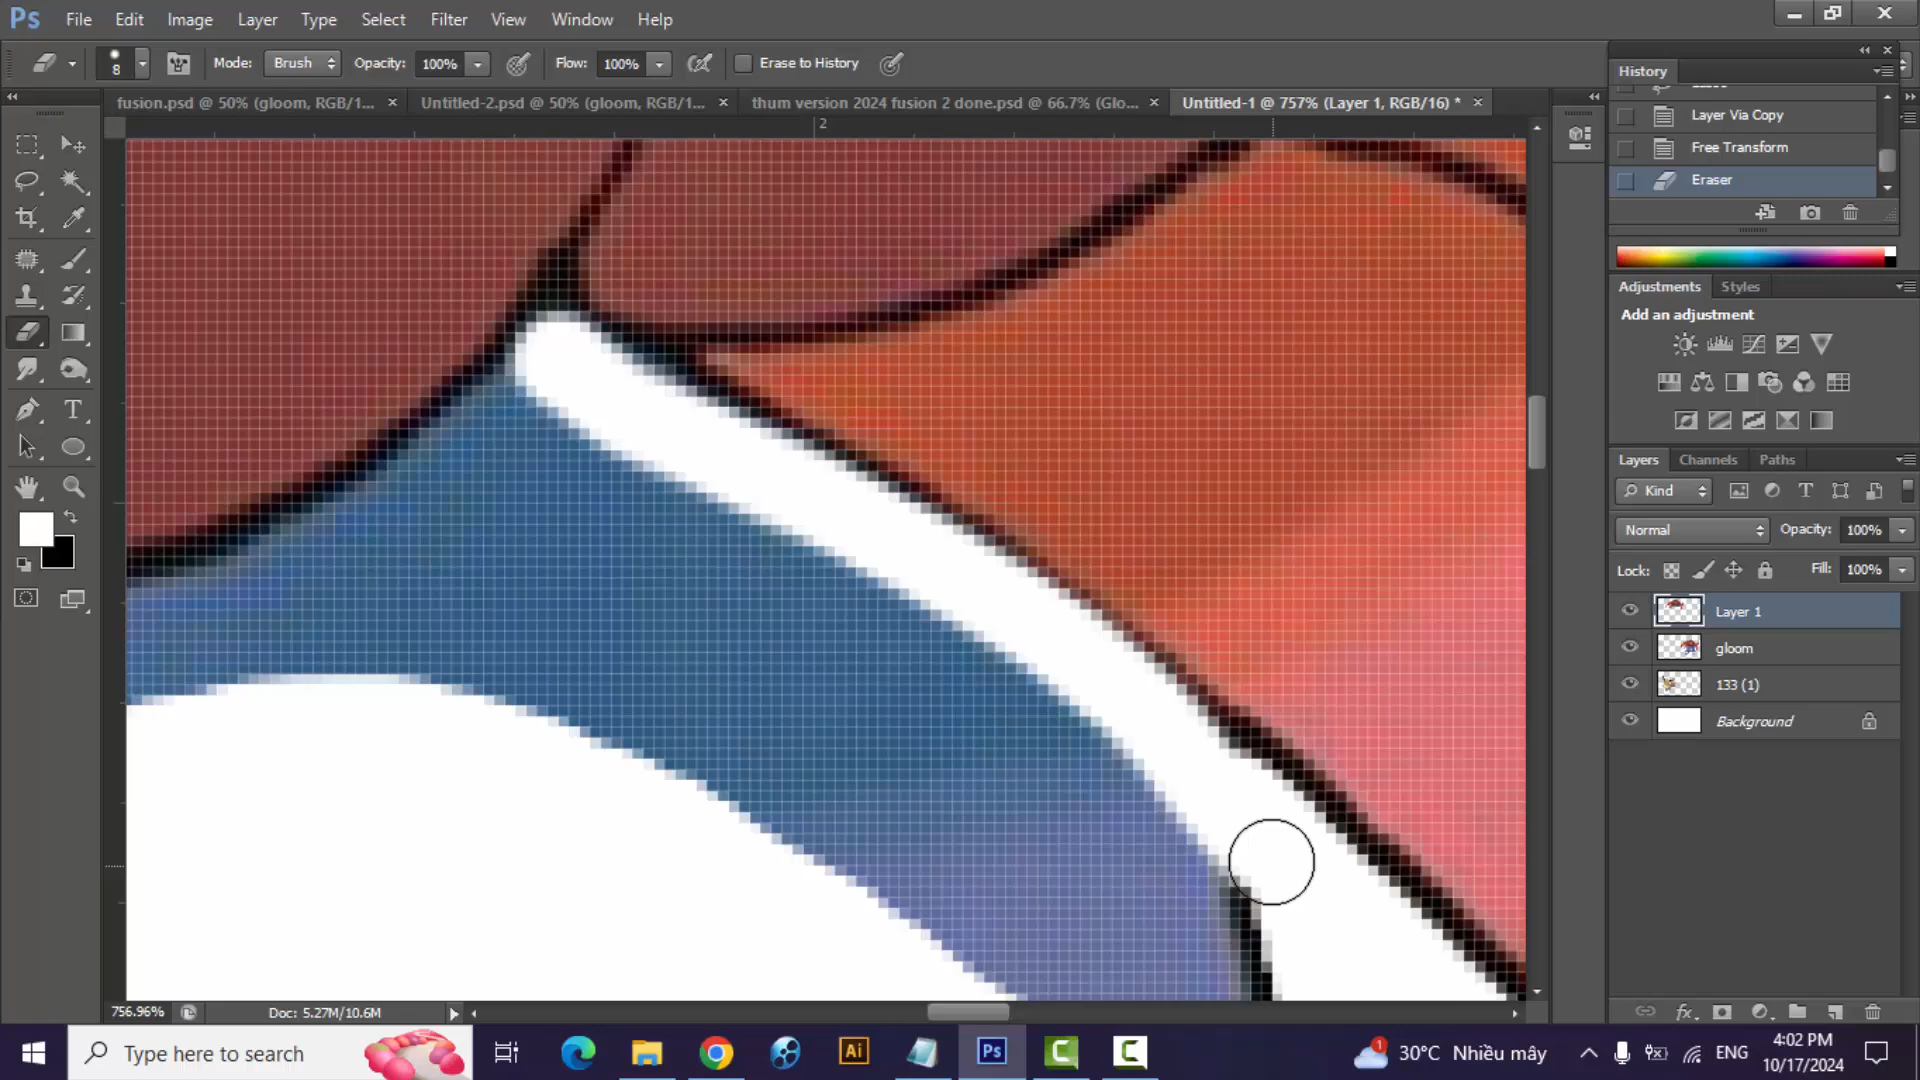 Ps File Edit Image Layer Type Select Filter View Window Help
8 Mode: Brush Opacity: 100% Flow: 100% Erase to History
fusion.psd @ 50% (gloom, RGB/1... × Untitled-2.psd @ 50% (gloom, RGB/1... × thum version 2024 fusion 2 done.psd @ 66.7% (Glo... × Untitled-1 @ 757% (Layer 1, RGB/16) * ×
2
History
Layer Via Copy
Free Transform
Eraser
Adjustments Styles
Add an adjustment
Layers Channels Paths
Kind
Normal Opacity: 100%
Lock: Fill: 100%
Layer 1
gloom
133 (1)
Background
756.96% Doc: 5.27M/10.6M
Type here to search
Ai Ps
1 30°C Nhiều mây ENG
4:02 PM
10/17/2024